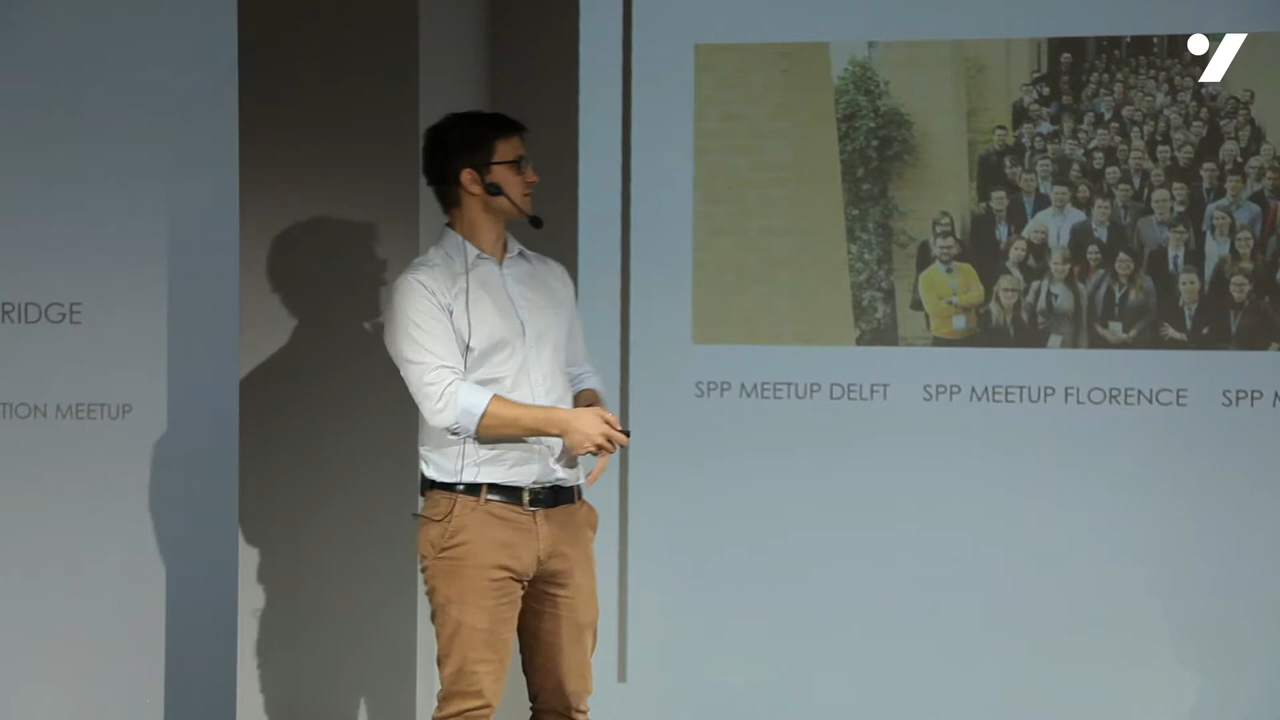 RIDGE
TION MEETUP
SPP MEETUP DELFT
SPP MEETUP FLORENCE
SPP M